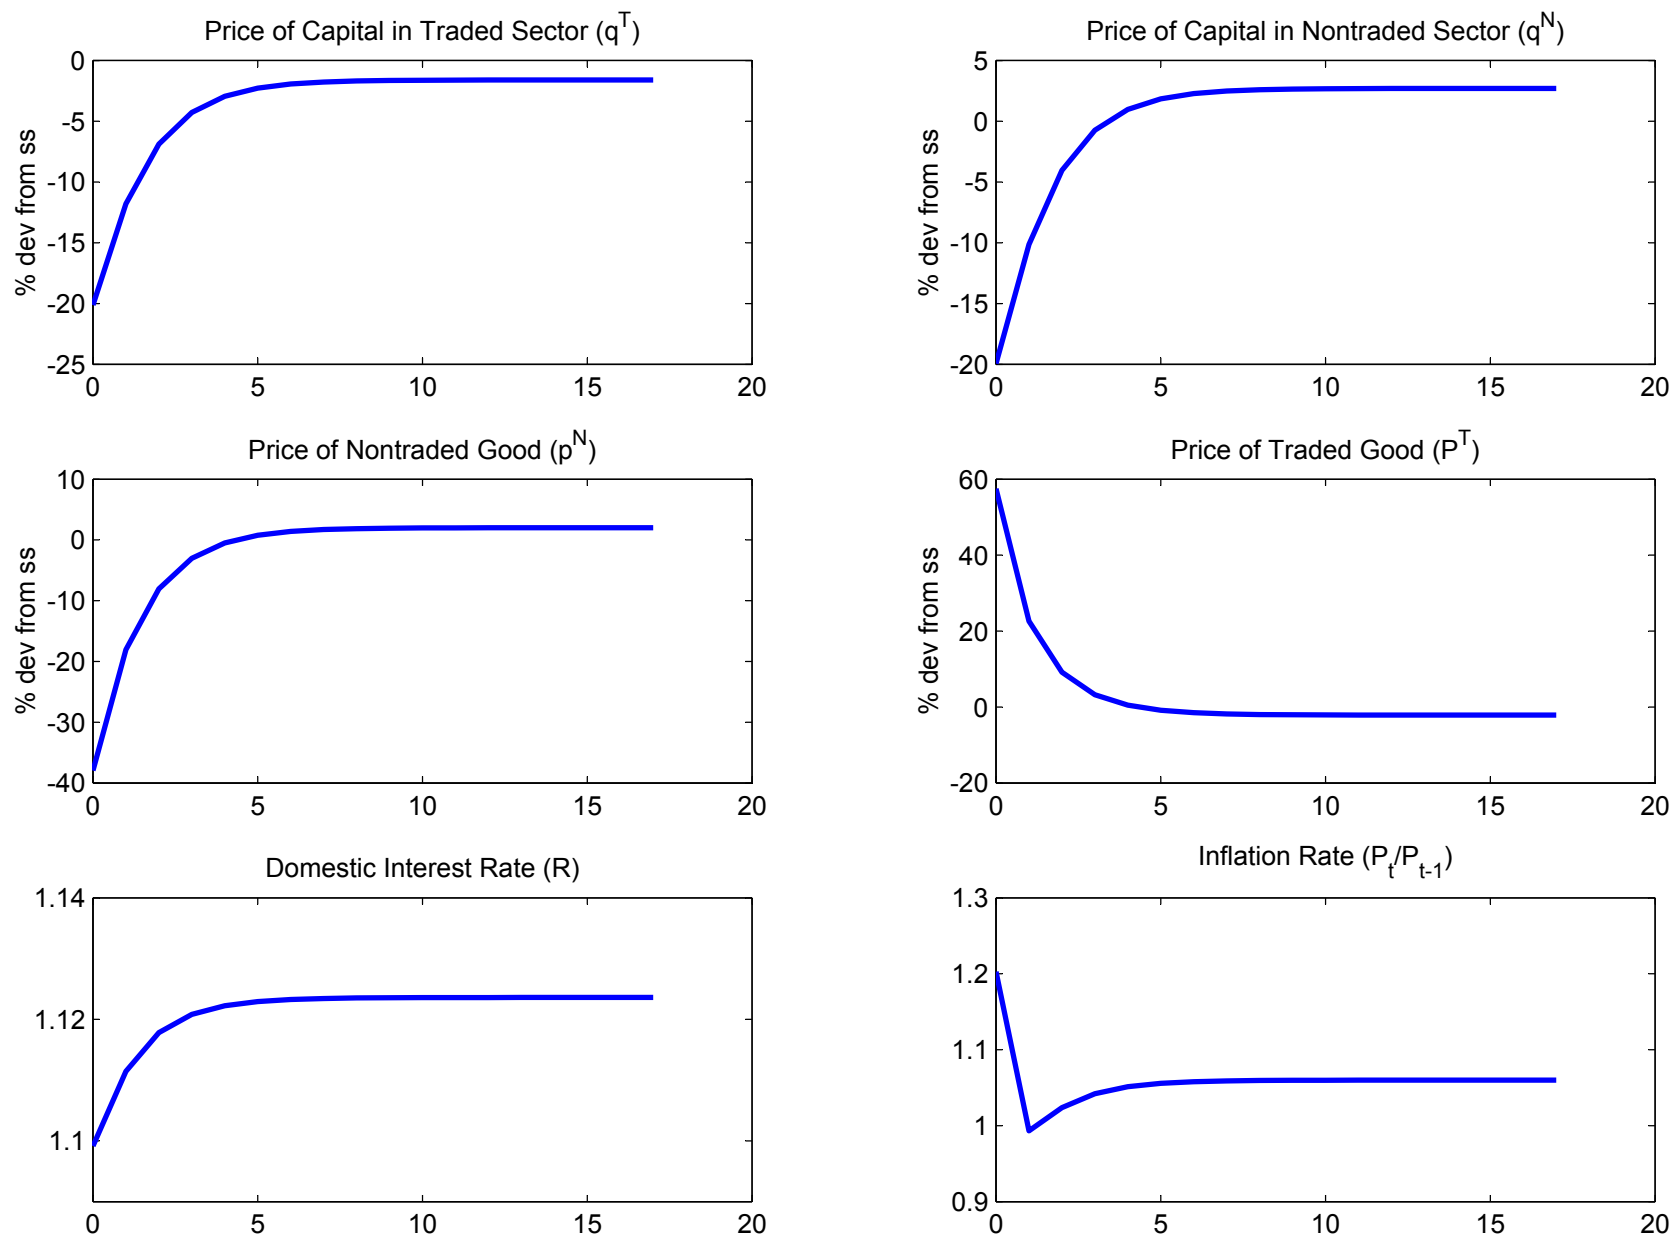 Price of Capital in Traded Sector (q^T)
% dev from ss
0
-5
-10
-15
-20
-25
0 5 10 15 20
Price of Capital in Nontraded Sector (q^N)
% dev from ss
5
0
-5
-10
-15
-20
0 5 10 15 20
Price of Nontraded Good (p^N)
% dev from ss
10
0
-10
-20
-30
-40
0 5 10 15 20
Price of Traded Good (P^T)
% dev from ss
60
40
20
0
-20
0 5 10 15 20
Domestic Interest Rate (R)
1.14
1.12
1.1
0 5 10 15 20
Inflation Rate (P_t/P_t-1)
1.3
1.2
1.1
1
0.9
0 5 10 15 20